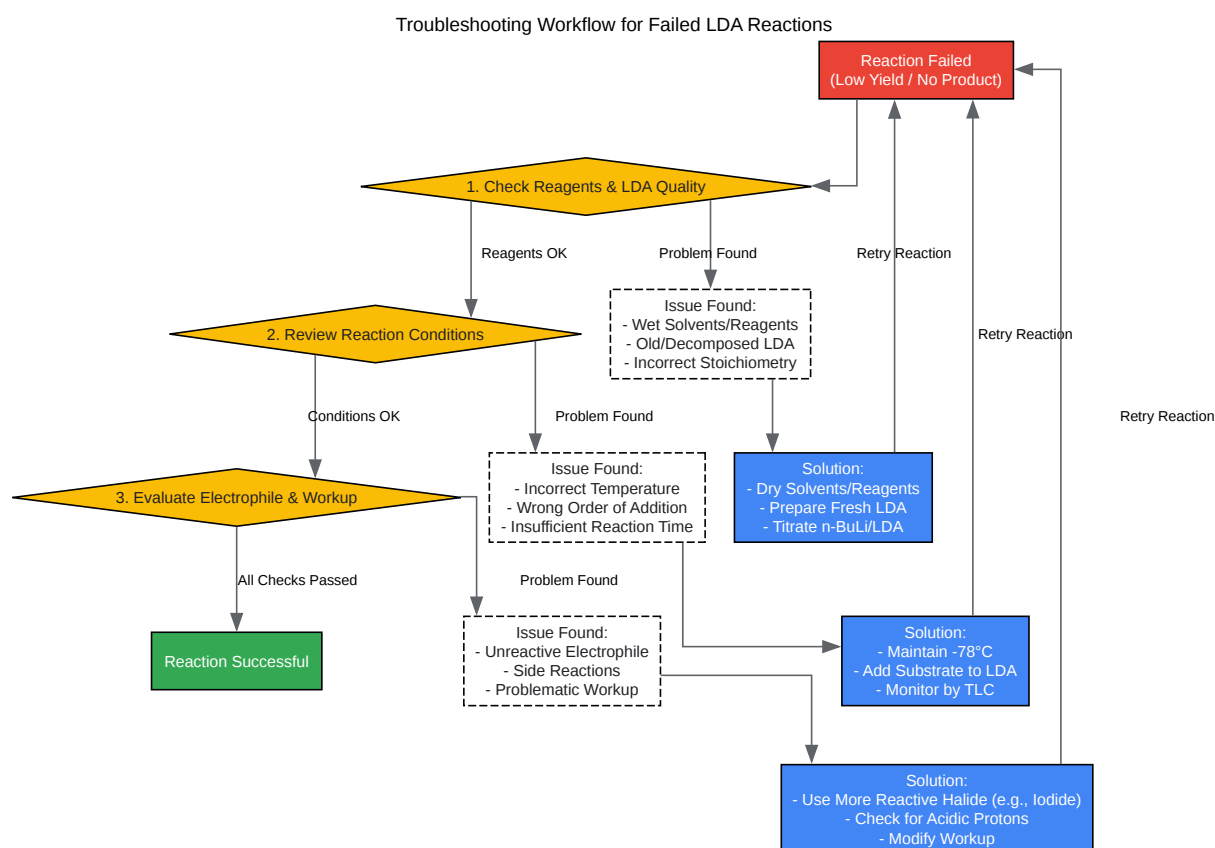 Troubleshooting Workflow for Failed LDA Reactions
Reaction Failed
(Low Yield / No Product)
1. Check Reagents & LDA Quality
Reagents OK
Problem Found
Retry Reaction
Issue Found:
- Wet Solvents/Reagents
- Old/Decomposed LDA
- Incorrect Stoichiometry
2. Review Reaction Conditions
Retry Reaction
Conditions OK
Problem Found
Retry Reaction
Issue Found:
- Incorrect Temperature
- Wrong Order of Addition
- Insufficient Reaction Time
Solution:
- Dry Solvents/Reagents
- Prepare Fresh LDA
- Titrate n-BuLi/LDA
3. Evaluate Electrophile & Workup
All Checks Passed
Problem Found
Reaction Successful
Issue Found:
- Unreactive Electrophile
- Side Reactions
- Problematic Workup
Solution:
- Maintain -78°C
- Add Substrate to LDA
- Monitor by TLC
Solution:
- Use More Reactive Halide (e.g., Iodide)
- Check for Acidic Protons
- Modify Workup